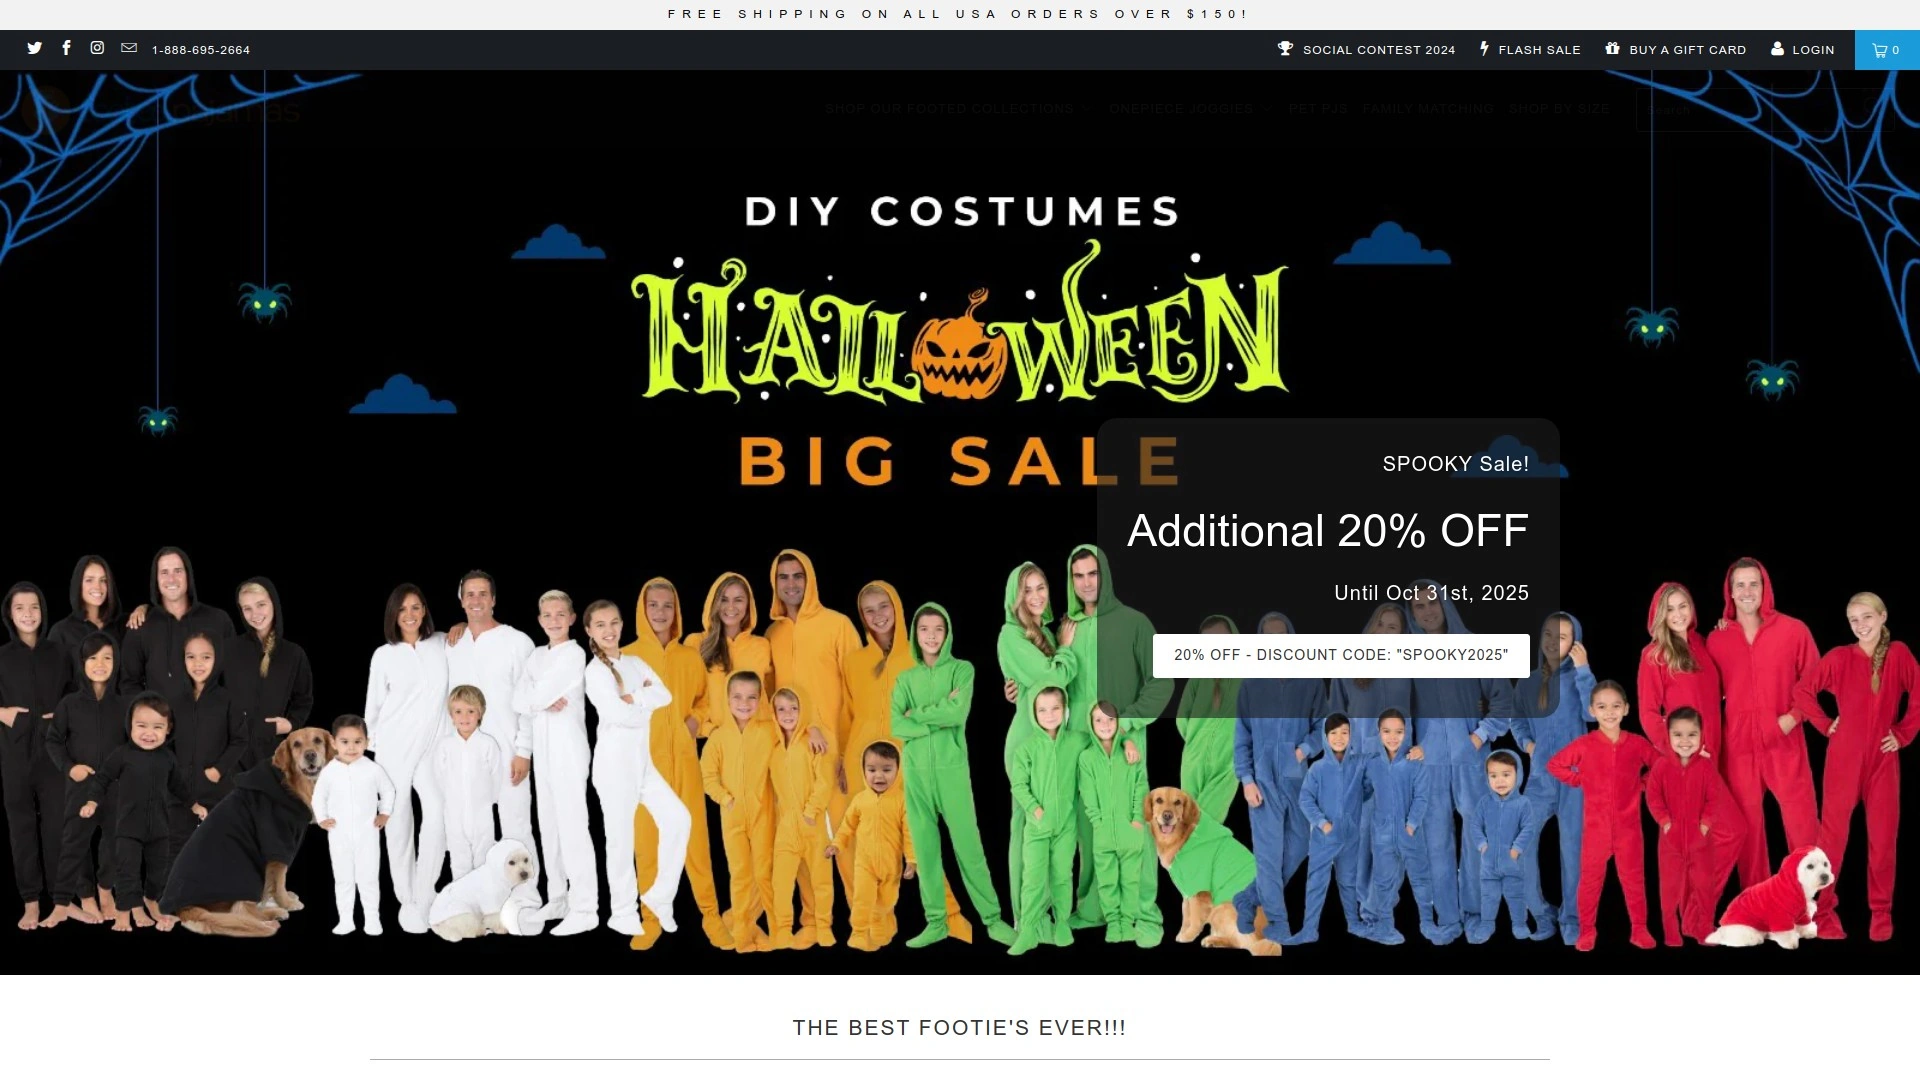 FREE SHIPPING ON ALL USA ORDERS OVER $150!
1-888-695-2664
SOCIAL CONTEST 2024
FLASH SALE
BUY A GIFT CARD
LOGIN
0
SHOP OUR FOOTED COLLECTIONS
ONEPIECE JOGGIES
PET PJS
FAMILY MATCHING
SHOP BY SIZE
DIY COSTUMES
HALLOWEEN
BIG SALE
SPOOKY Sale!
Additional 20% OFF
Until Oct 31st, 2025
20% OFF - DISCOUNT CODE: "SPOOKY2025"
THE BEST FOOTIE'S EVER!!!